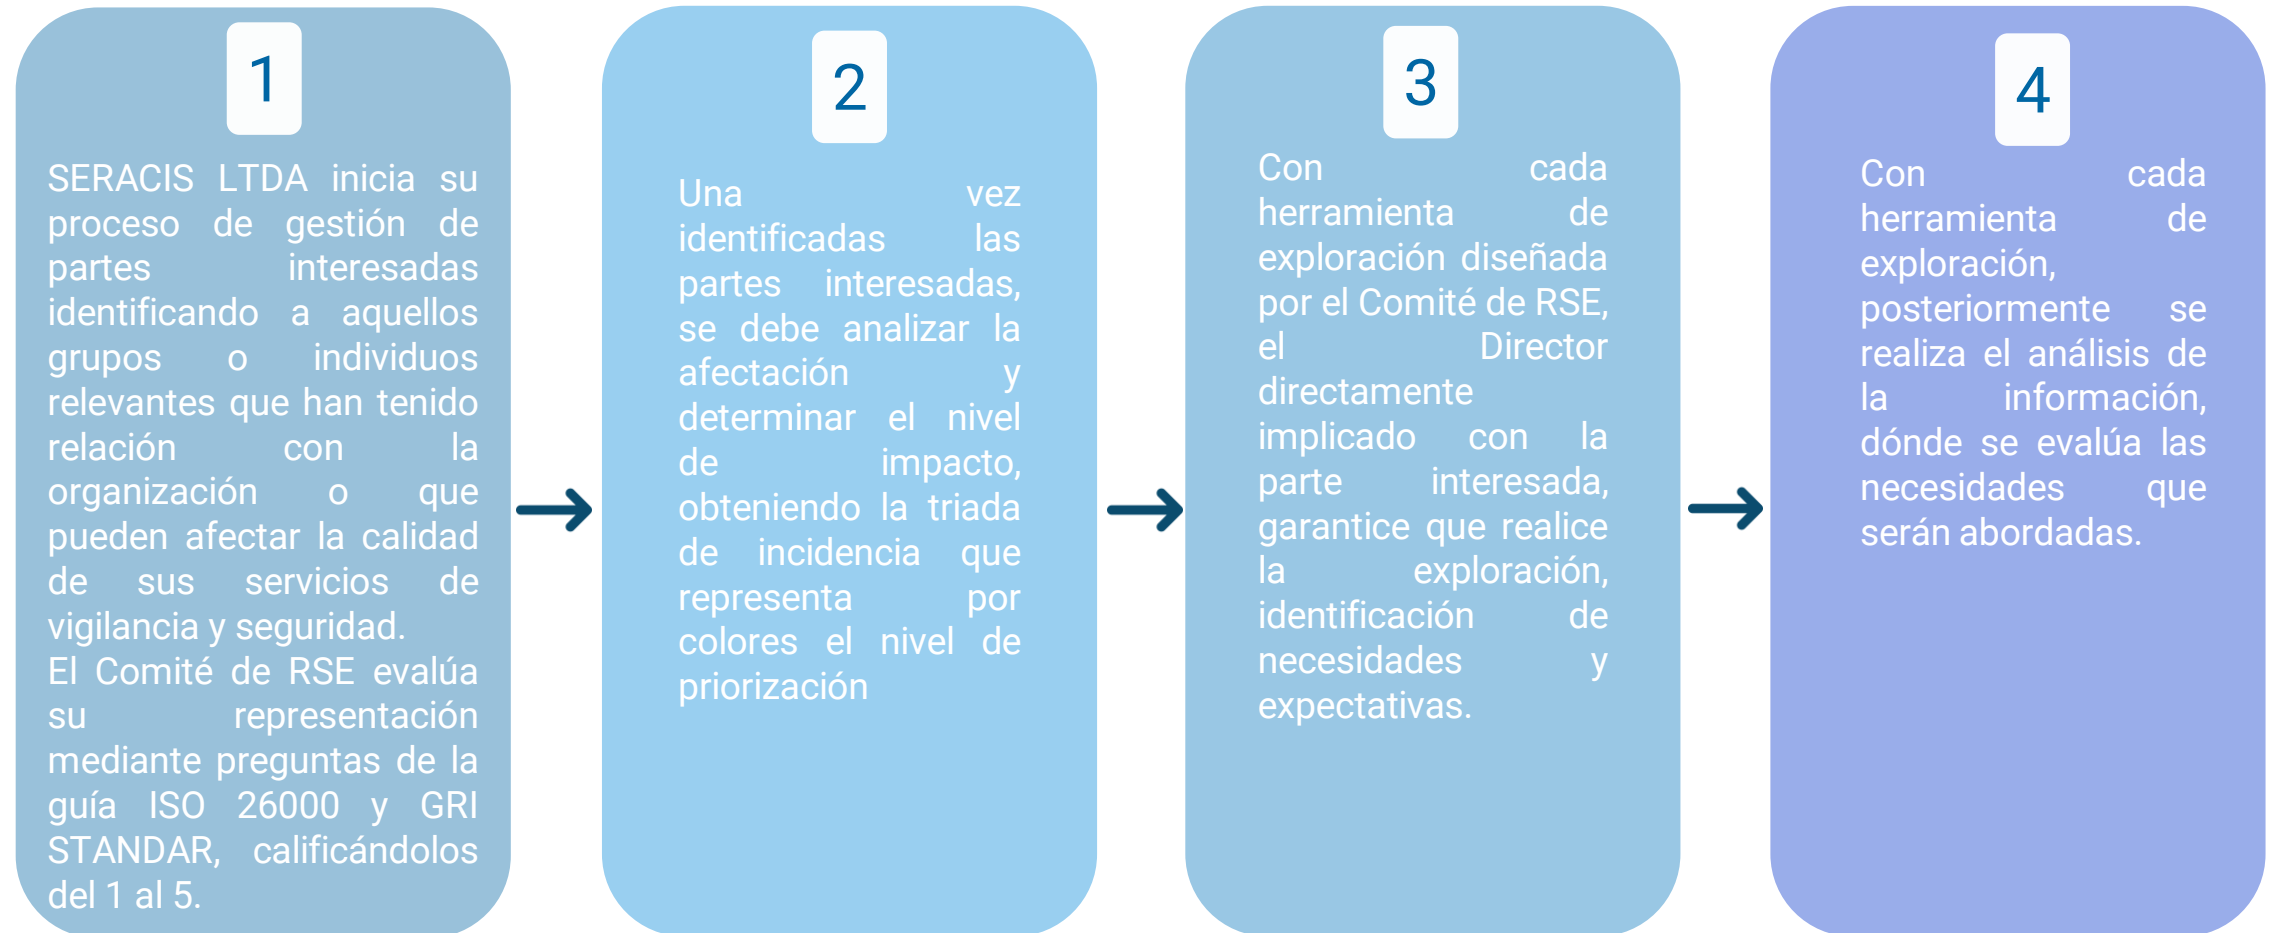 1
SERACIS LTDA inicia su
proceso de gestión de
partes interesadas
identificando a aquellos
grupos o individuos
relevantes que han tenido
relación con la
organización o que
pueden afectar la calidad
de sus servicios de
vigilancia y seguridad.
El Comité de RSE evalúa
su representación
mediante preguntas de la
guía ISO 26000 y GRI
STANDAR, calificándolos
del 1 al 5.
2
Una vez
identificadas las
partes interesadas,
se debe analizar la
afectación y
determinar el nivel
de impacto,
obteniendo la triada
de incidencia que
representa por
colores el nivel de
priorización
3
Con cada
herramienta de
exploración diseñada
por el Comité de RSE,
el Director
directamente
implicado con la
parte interesada,
garantice que realice
la exploración,
identificación de
necesidades y
expectativas.
4
Con cada
herramienta de
exploración,
posteriormente se
realiza el análisis de
la información,
dónde se evalúa las
necesidades que
serán abordadas.